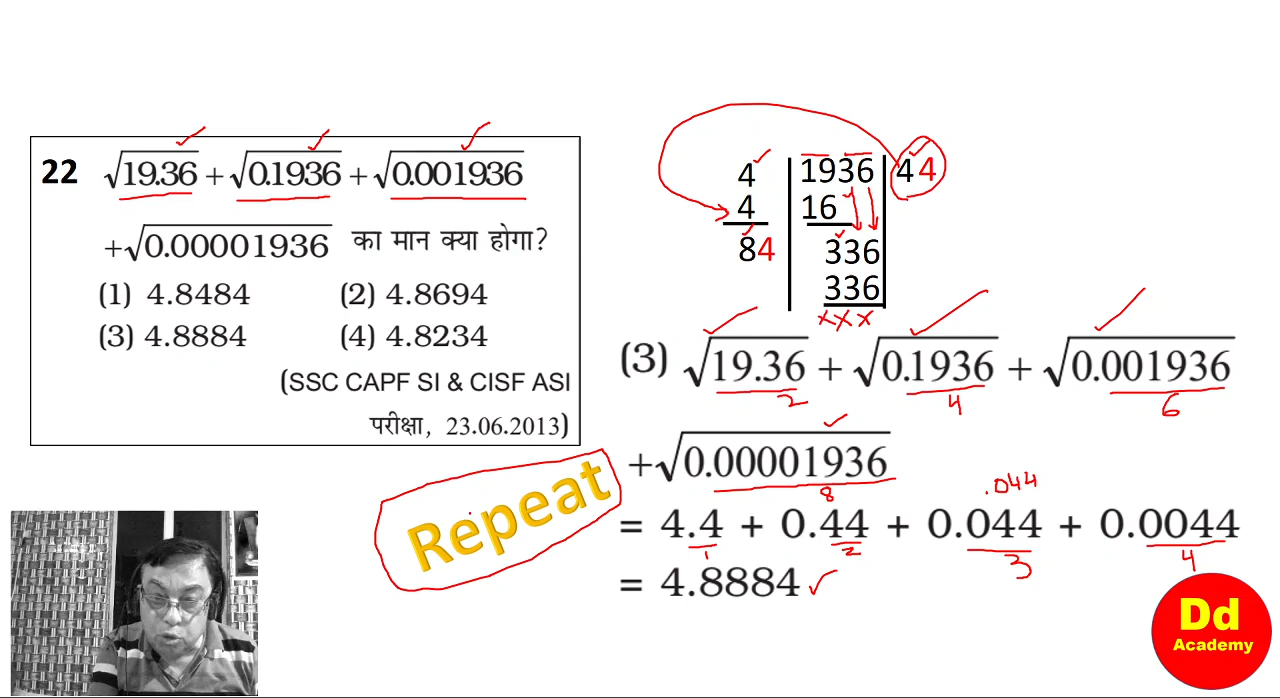 22 √19.36 + √0.1936 + √0.001936
+√0.00001936 का मान क्या होगा?
(1) 4.8484 (2) 4.8694
(3) 4.8884 (4) 4.8234
(SSC CAPF SI & CISF ASI
परीक्षा, 23.06.2013)
4 1936 44
4 16
84 336
336
×××
(3) √19.36 + √0.1936 + √0.001936
2 4 6
+√0.00001936
8
Repeat
.044
= 4.4 + 0.44 + 0.044 + 0.0044
1 2 3 4
= 4.8884
Dd
Academy